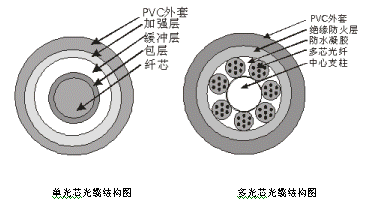 PVC外套
加强层
缓冲层
包层
纤芯
PVC外套
绝缘防火层
防水凝胶
多芯光纤
中心支柱
单光芯光缆结构图
多光芯光缆结构图